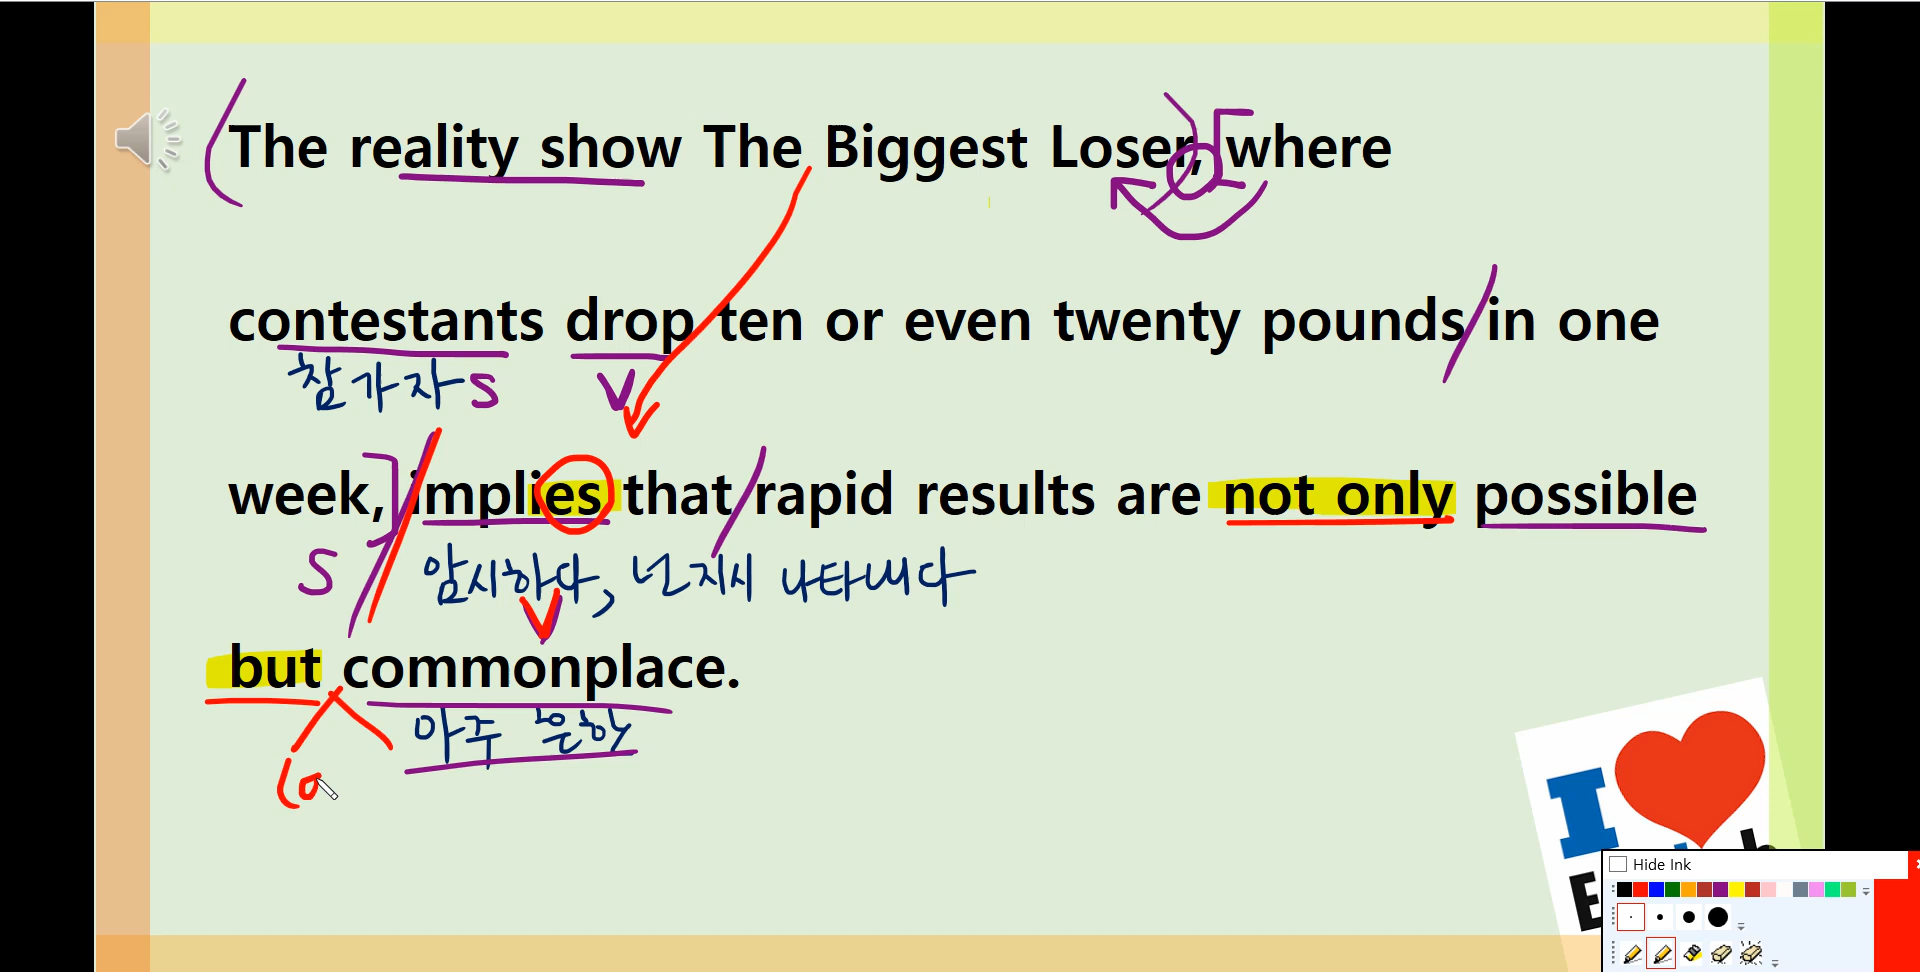 The reality show The Biggest Loser, where
contestants drop ten or even twenty pounds in one
참가자 S V
week, implies that rapid results are not only possible
S 암시하다, 넌지시 나타내다
V
but commonplace.
아주 흔한
(a
I
E
Hide Ink